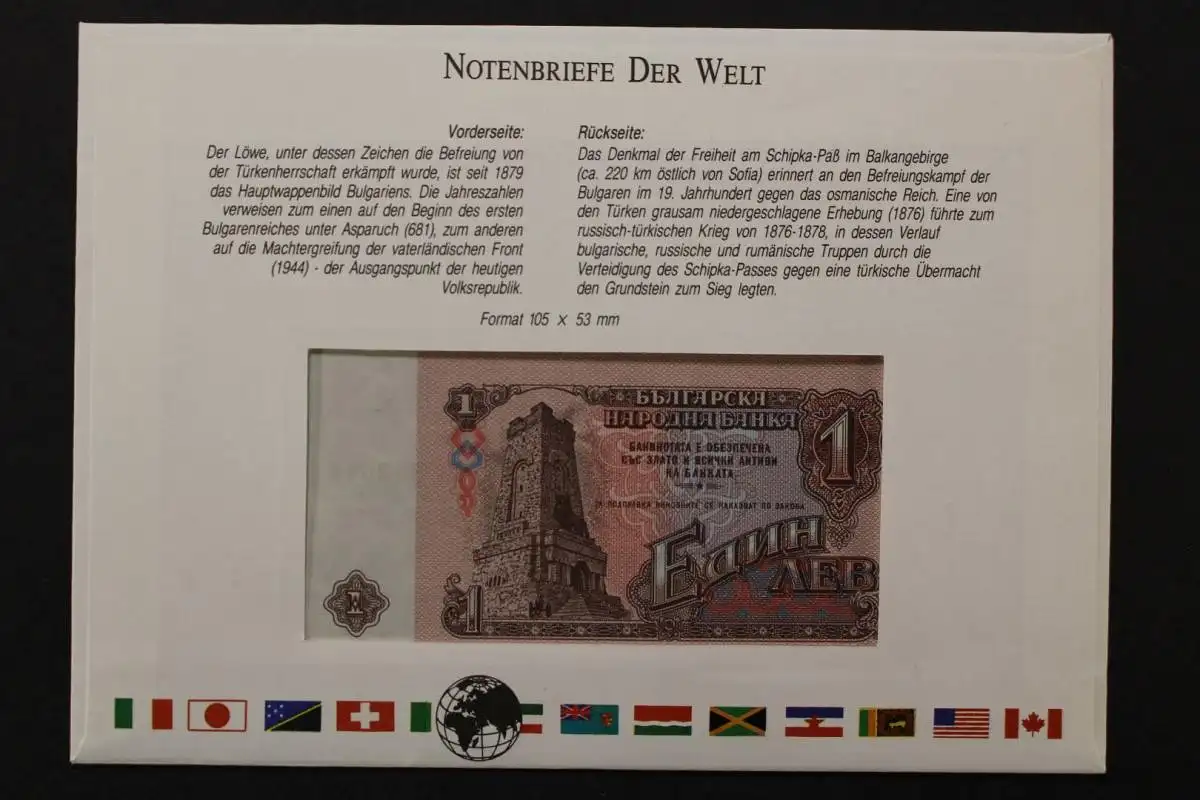 NOTENBRIEFE DER WELT
Vorderseite:
Der Löwe, unter dessen Zeichen die Befreiung von
der Türkenherrschaft erkämpft wurde, ist seit 1879
das Hauptwappenbild Bulgariens. Die Jahreszahlen
verweisen zum einen auf den Beginn des ersten
Bulgarenreiches unter Asparuch (681), zum anderen
auf die Machtergreifung der vaterländischen Front
(1944) - der Ausgangspunkt der heutigen
Volksrepublik.
Rückseite:
Das Denkmal der Freiheit am Schipka-Paß im Balkangebirge
(ca. 220 km östlich von Sofia) erinnert an den Befreiungskampf der
Bulgaren im 19. Jahrhundert gegen das osmanische Reich. Eine von
den Türken grausam niedergeschlagene Erhebung (1876) führte zum
russisch-türkischen Krieg von 1876-1878, in dessen Verlauf
bulgarische, russische und rumänische Truppen durch die
Verteidigung des Schipka-Passes gegen eine türkische Übermacht
den Grundstein zum Sieg legten.
Format 105 x 53 mm
1
БЪЛГАРСКА
НАРОДНА БАНКА
1
БАНКНОТАТА Е ОБЕЗПЕЧЕНА
СЪС ЗЛАТО И ВСИЧКИ АКТИВИ
НА БАНКАТА
ПОДПРАВКА ВИНОВНИТЕ СЕ НАКАЗВАТ ПО ЗАКОНА
ЕДИН
ЛЕВ
1